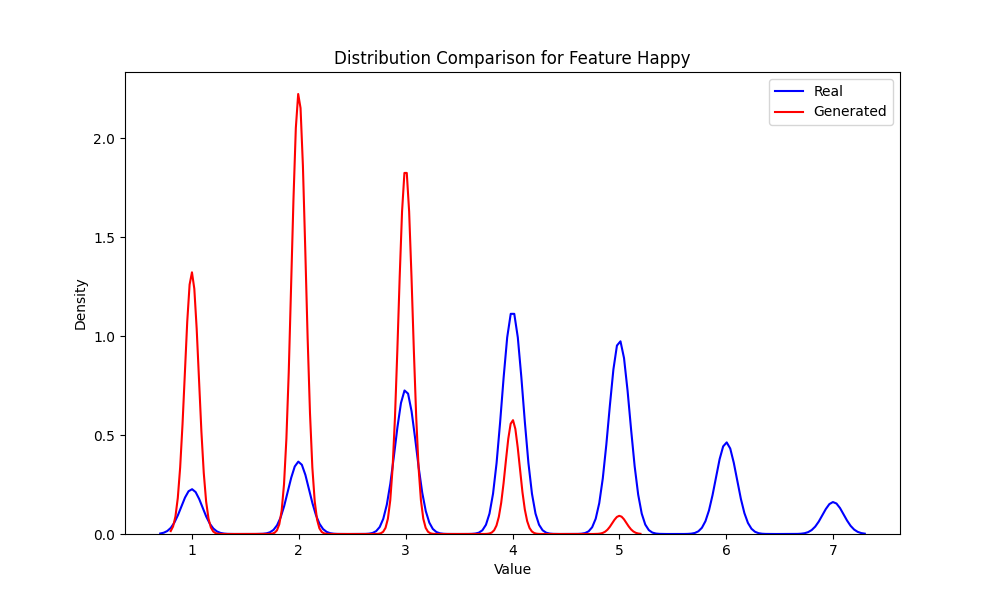 Distribution Comparison for Feature Happy
Real
Generated
Density
2.0
1.5
1.0
0.5
0.0
1 2 3 4 5 6 7
Value